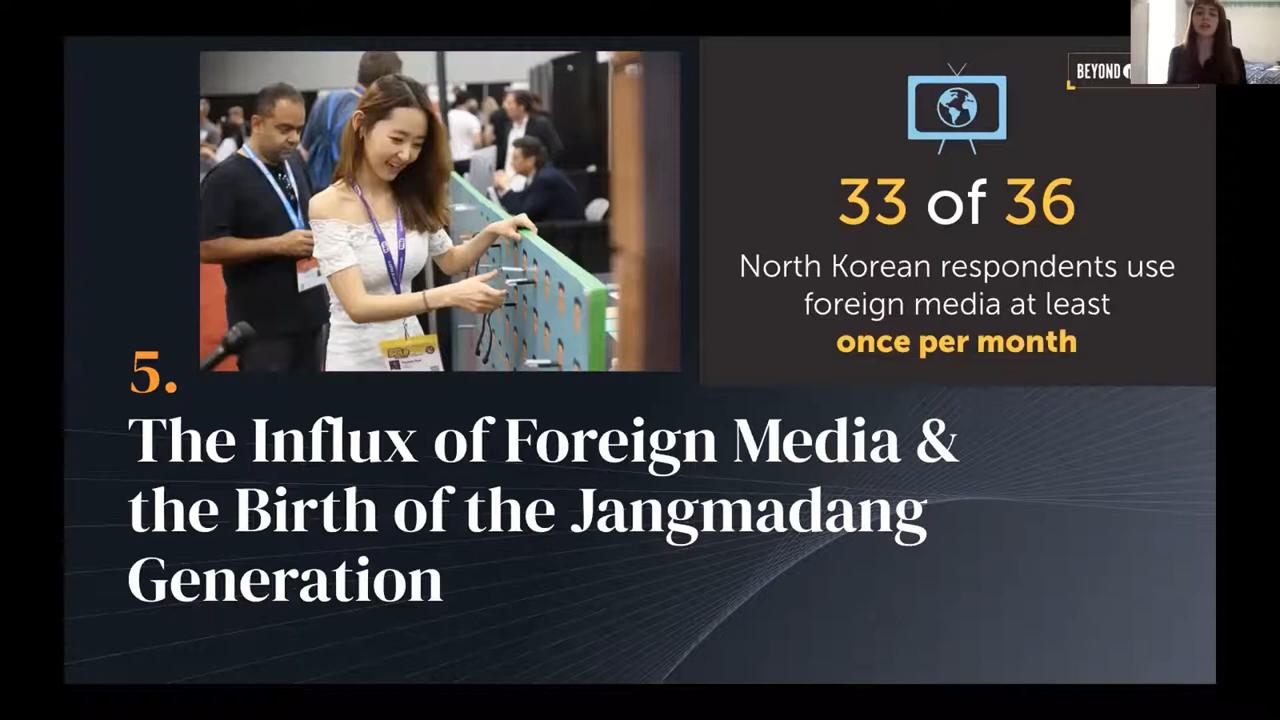 BEYOND
33 of 36
North Korean respondents use
foreign media at least
once per month
5.
The Influx of Foreign Media &
the Birth of the Jangmadang
Generation